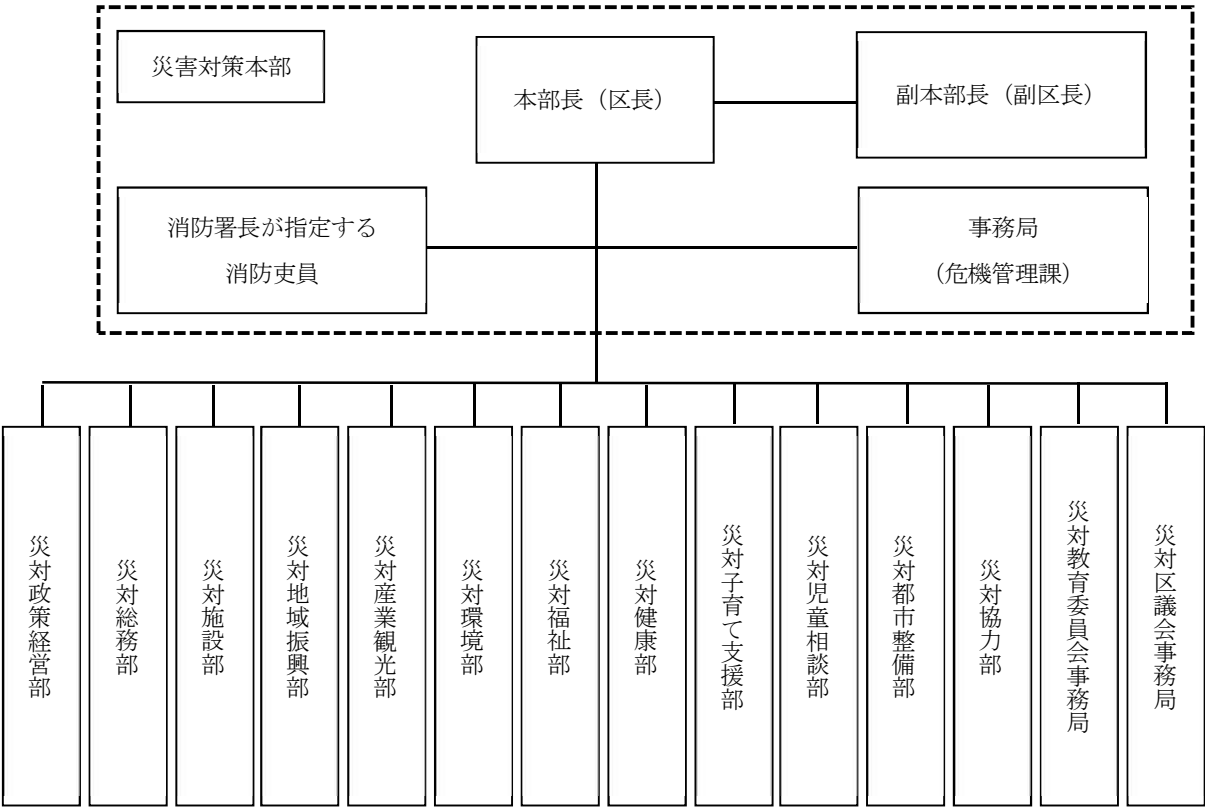 災害対策本部
本部長（区長）
副本部長（副区長）
消防署長が指定する
消防吏員
事務局
（危機管理課）
災対政策経営部
災対総務部
災対施設部
災対地域振興部
災対産業観光部
災対環境部
災対福祉部
災対健康部
災対子育て支援部
災対児童相談部
災対都市整備部
災対協力部
災対教育委員会事務局
災対区議会事務局